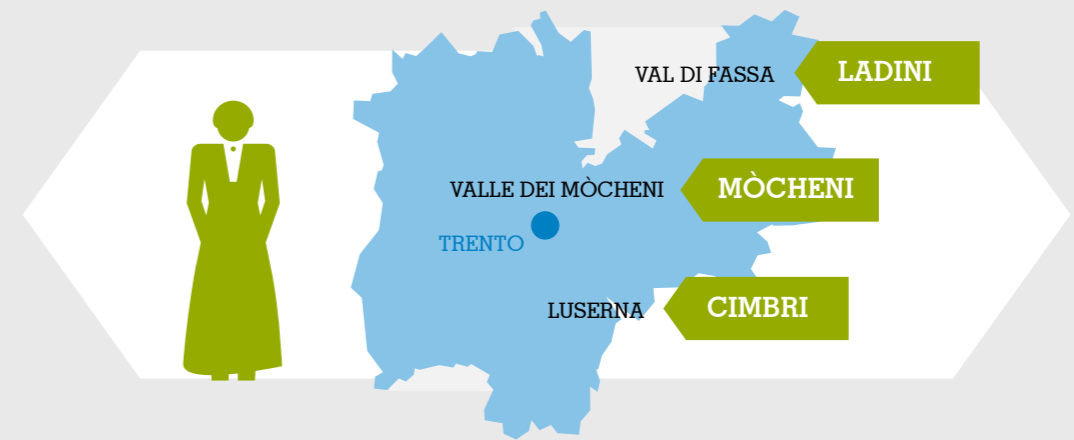 VAL DI FASSA
LADINI
VALLE DEI MÒCHENI
MÒCHENI
TRENTO
LUSERNA
CIMBRI